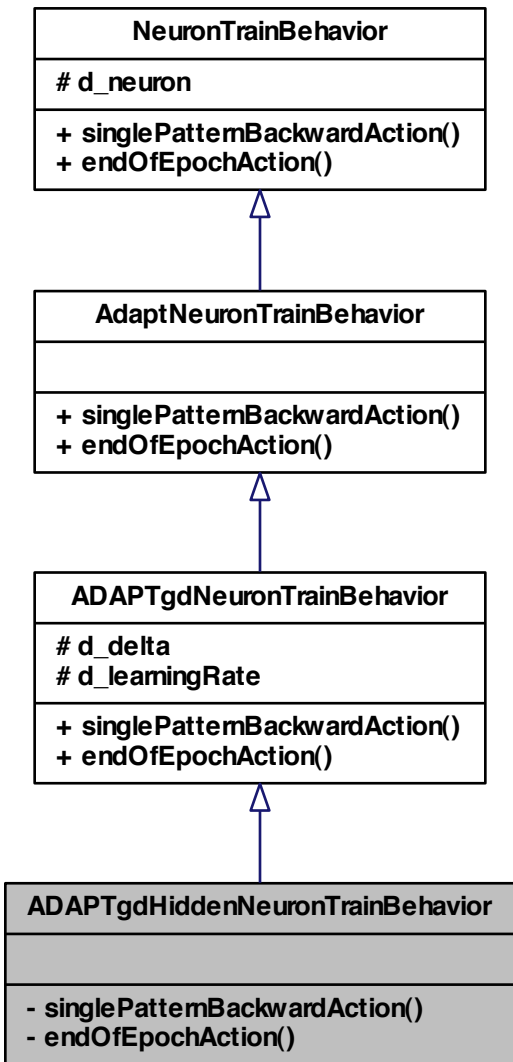 NeuronTrainBehavior
# d_neuron
+ singlePatternBackwardAction()
+ endOfEpochAction()
AdaptNeuronTrainBehavior
+ singlePatternBackwardAction()
+ endOfEpochAction()
ADAPTgdNeuronTrainBehavior
# d_delta
# d_learningRate
+ singlePatternBackwardAction()
+ endOfEpochAction()
ADAPTgdHiddenNeuronTrainBehavior
- singlePatternBackwardAction()
- endOfEpochAction()